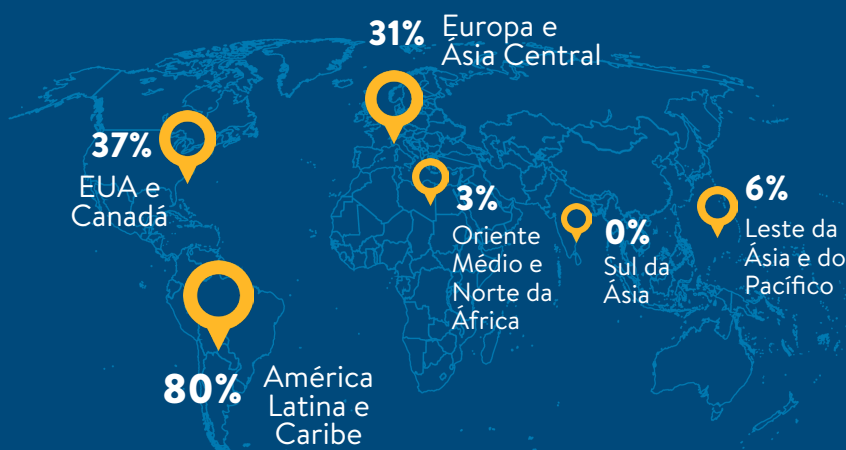 31%
Europa e
Ásia Central
37%
EUA e
Canadá
3%
Oriente
Médio e
Norte da
África
0%
Sul da
Ásia
6%
Leste da
Ásia e do
Pacífico
80%
América
Latina e
Caribe